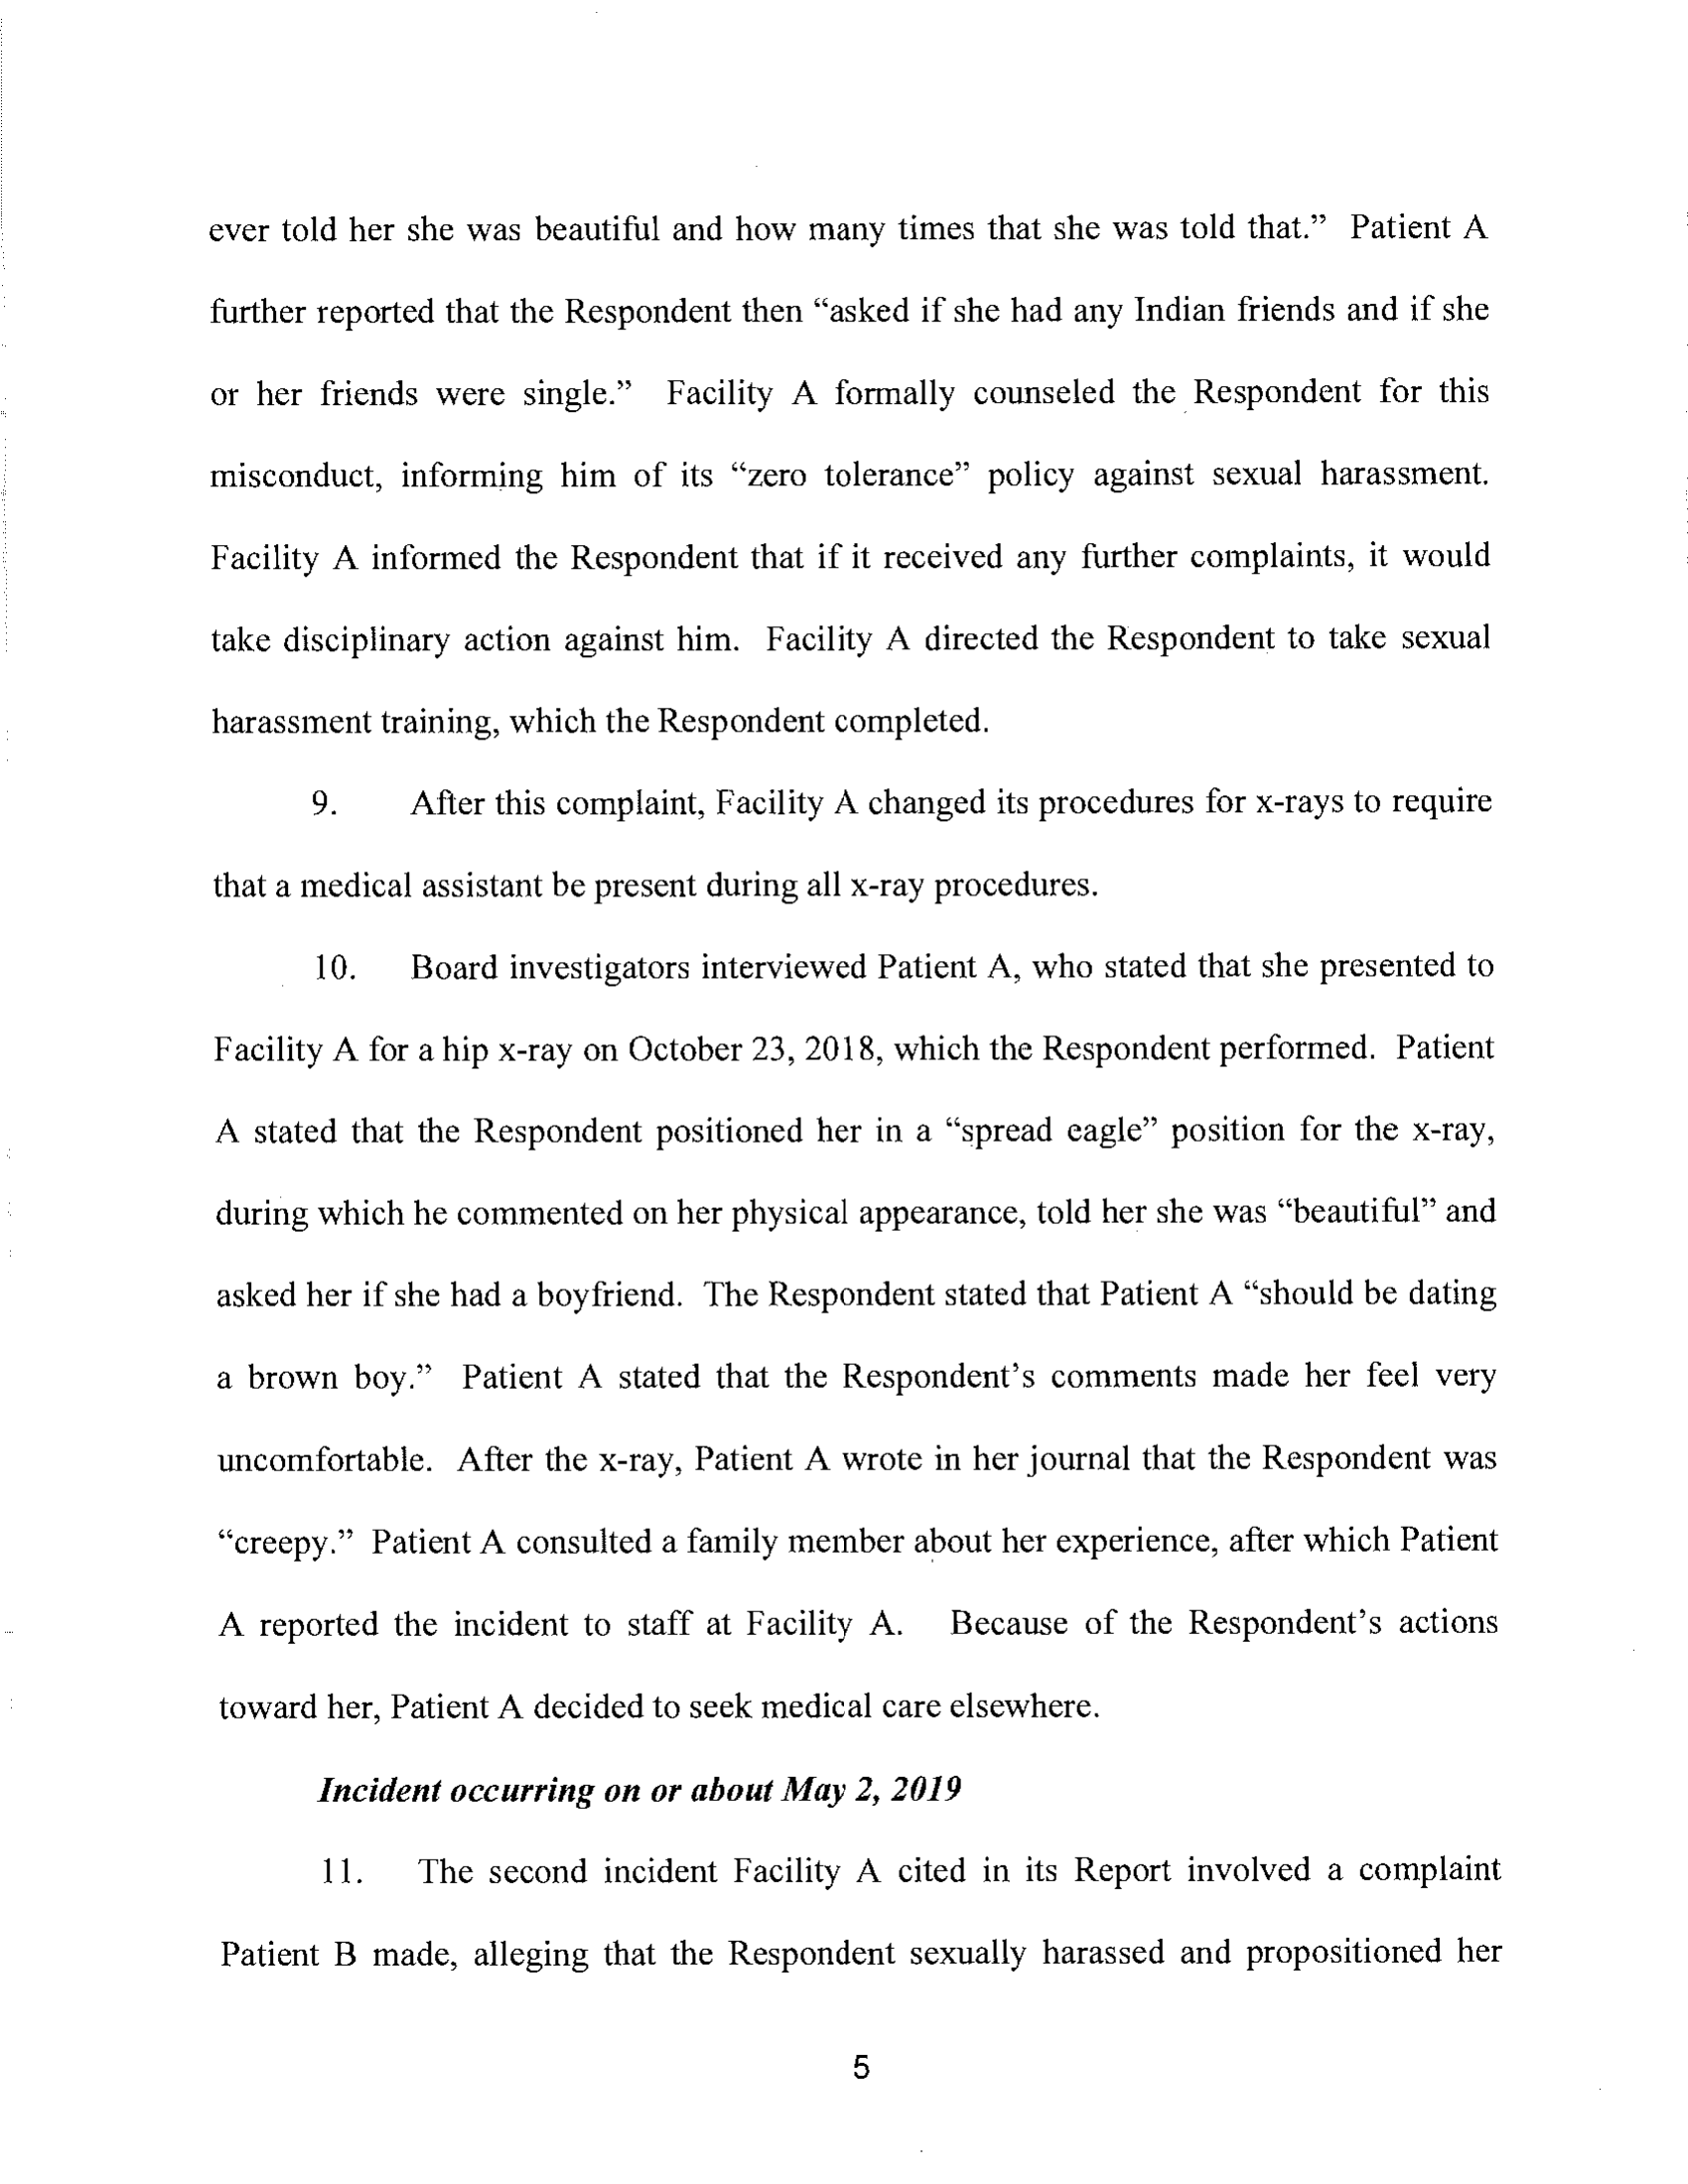 ever told her she was beautiful and how many times that she was told that.” Patient A
further reported that the Respondent then “asked if she had any Indian friends and if she
or her friends were single.” Facility A formally counseled the Respondent for this
misconduct, informing him of its “zero tolerance” policy against sexual harassment.
Facility A informed the Respondent that if it received any further complaints, it would
take disciplinary action against him. Facility A directed the Respondent to take sexual
harassment training, which the Respondent completed.
9. After this complaint, Facility A changed its procedures for x-rays to require
that a medical assistant be present during all x-ray procedures.
10. Board investigators interviewed Patient A, who stated that she presented to
Facility A for a hip x-ray on October 23, 2018, which the Respondent performed. Patient
A stated that the Respondent positioned her in a “spread eagle” position for the x-ray,
during which he commented on her physical appearance, told her she was “beautiful” and
asked her if she had a boyfriend. The Respondent stated that Patient A “should be dating
a brown boy.” Patient A stated that the Respondent’s comments made her feel very
uncomfortable. After the x-ray, Patient A wrote in her journal that the Respondent was
“creepy.” Patient A consulted a family member about her experience, after which Patient
A reported the incident to staff at Facility A. Because of the Respondent’s actions
toward her, Patient A decided to seek medical care elsewhere.
Incident occurring on or about May 2, 2019
11. The second incident Facility A cited in its Report involved a complaint
Patient B made, alleging that the Respondent sexually harassed and propositioned her
5